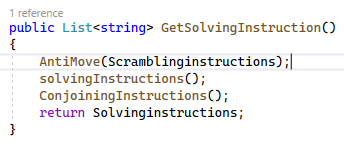 1 reference
public List<string> GetSolvingInstruction()
{
AntiMove(Scramblinginstructions);
solvingInstructions();
ConjoiningInstructions();
return Solvinginstructions;
}